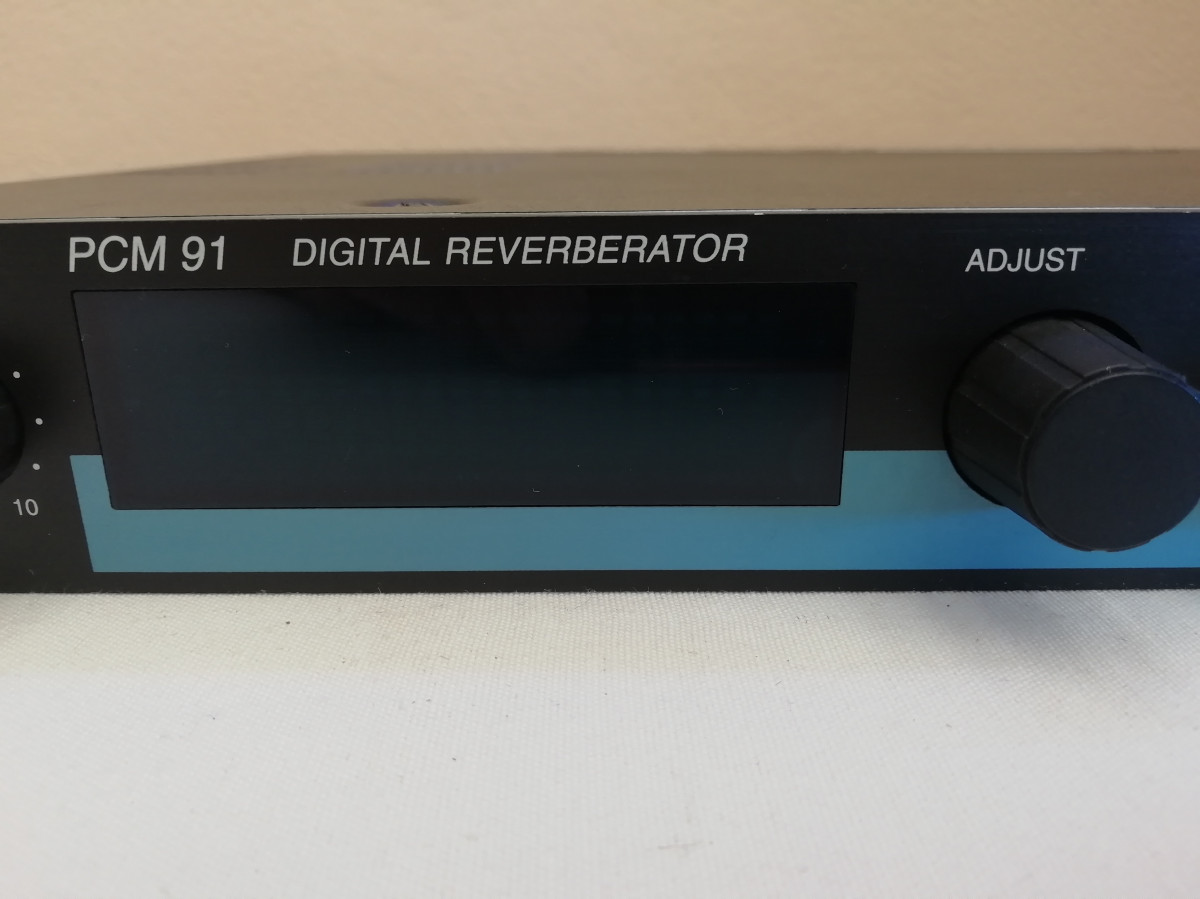 PCM 91 DIGITAL REVERBERATOR
ADJUST
10